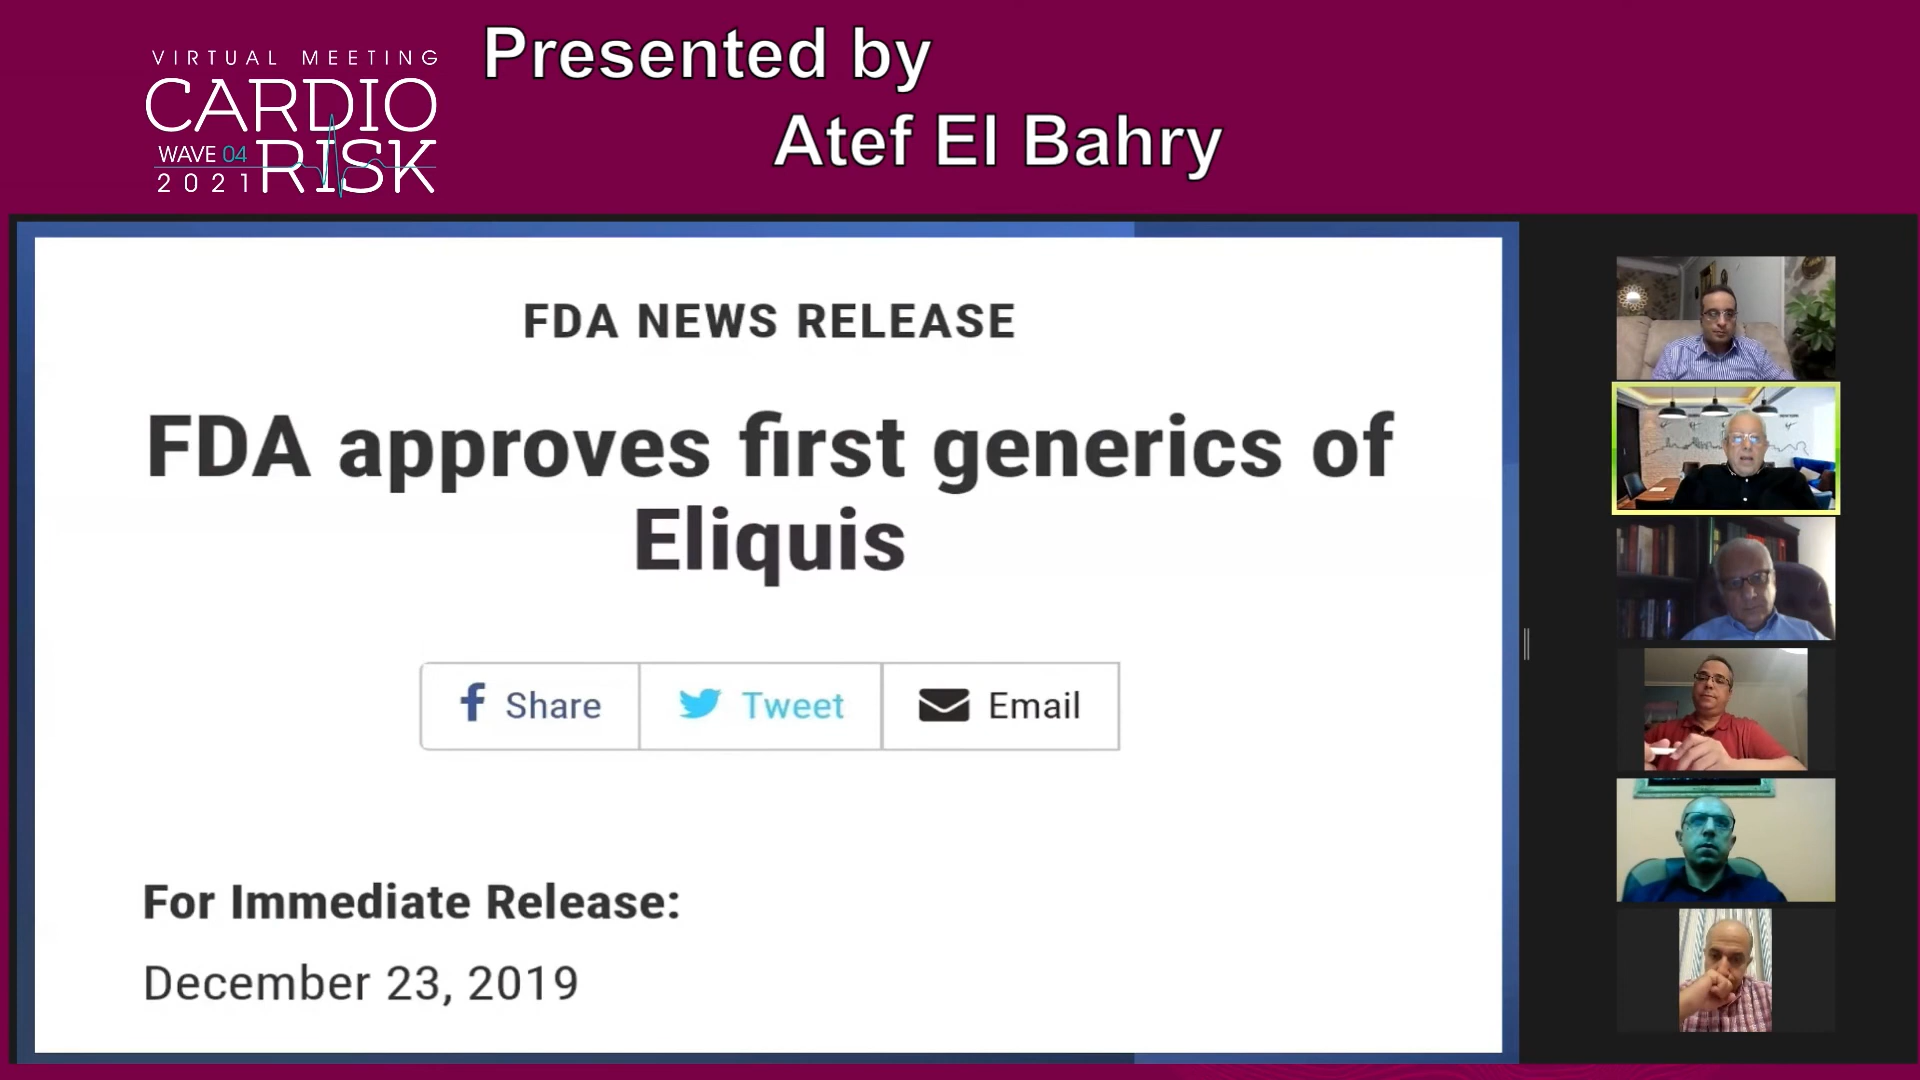 VIRTUAL MEETING
CARDIO
WAVE 04
RISK
2021
Presented by
Atef El Bahry
FDA NEWS RELEASE
FDA approves first generics of
Eliquis
Share
Tweet
Email
For Immediate Release:
December 23, 2019